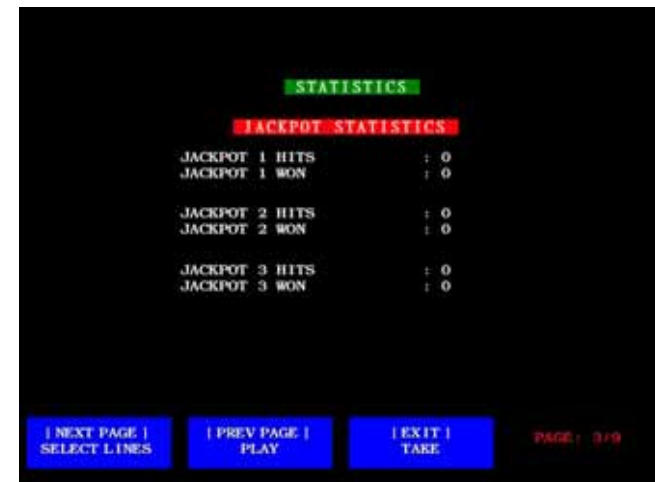 STATISTICS
JACKPOT STATISTICS
JACKPOT 1 HITS : 0
JACKPOT 1 WON : 0
JACKPOT 2 HITS : 0
JACKPOT 2 WON : 0
JACKPOT 3 HITS : 0
JACKPOT 3 WON : 0
[ NEXT PAGE ] [ PREV PAGE ] [ EXIT ]
SELECT LINES PLAY TAKE
PAGE: 3/9